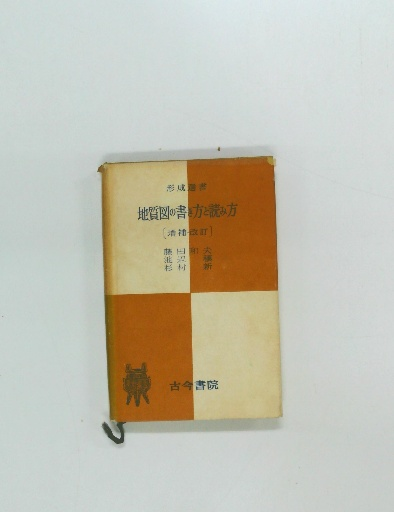 形成選書
地質図の書き方と読み方
[増補・改訂]
藤田和夫
池辺穣
杉村新
古今書院